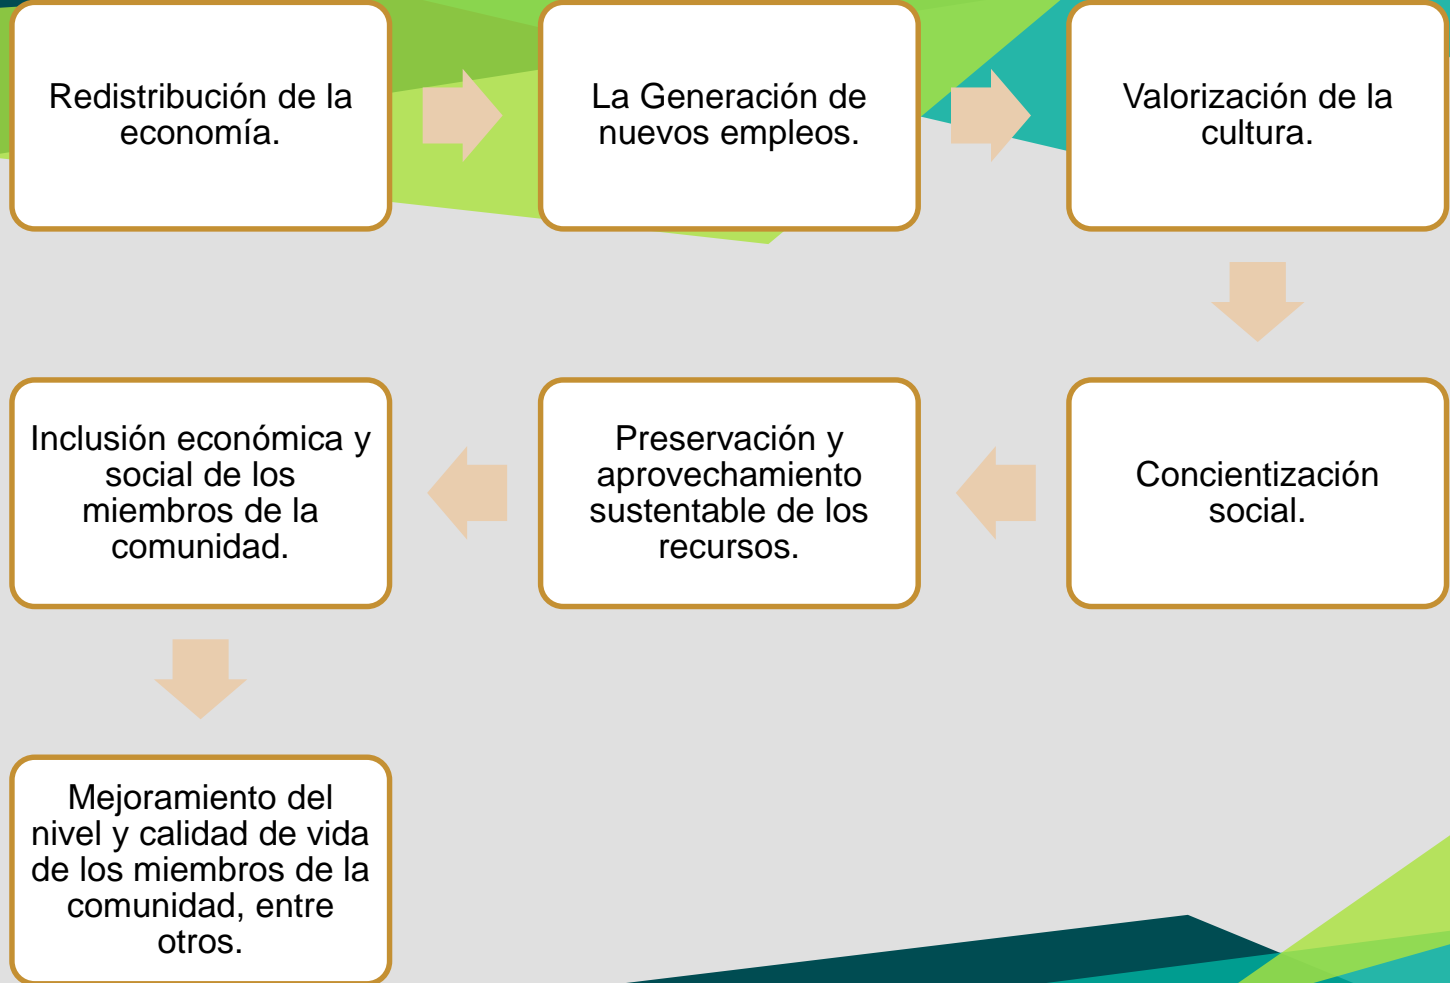 Redistribución de la
economía.
La Generación de
nuevos empleos.
Valorización de la
cultura.
Concientización
social.
Preservación y
aprovechamiento
sustentable de los
recursos.
Inclusión económica y
social de los
miembros de la
comunidad.
Mejoramiento del
nivel y calidad de vida
de los miembros de la
comunidad, entre
otros.